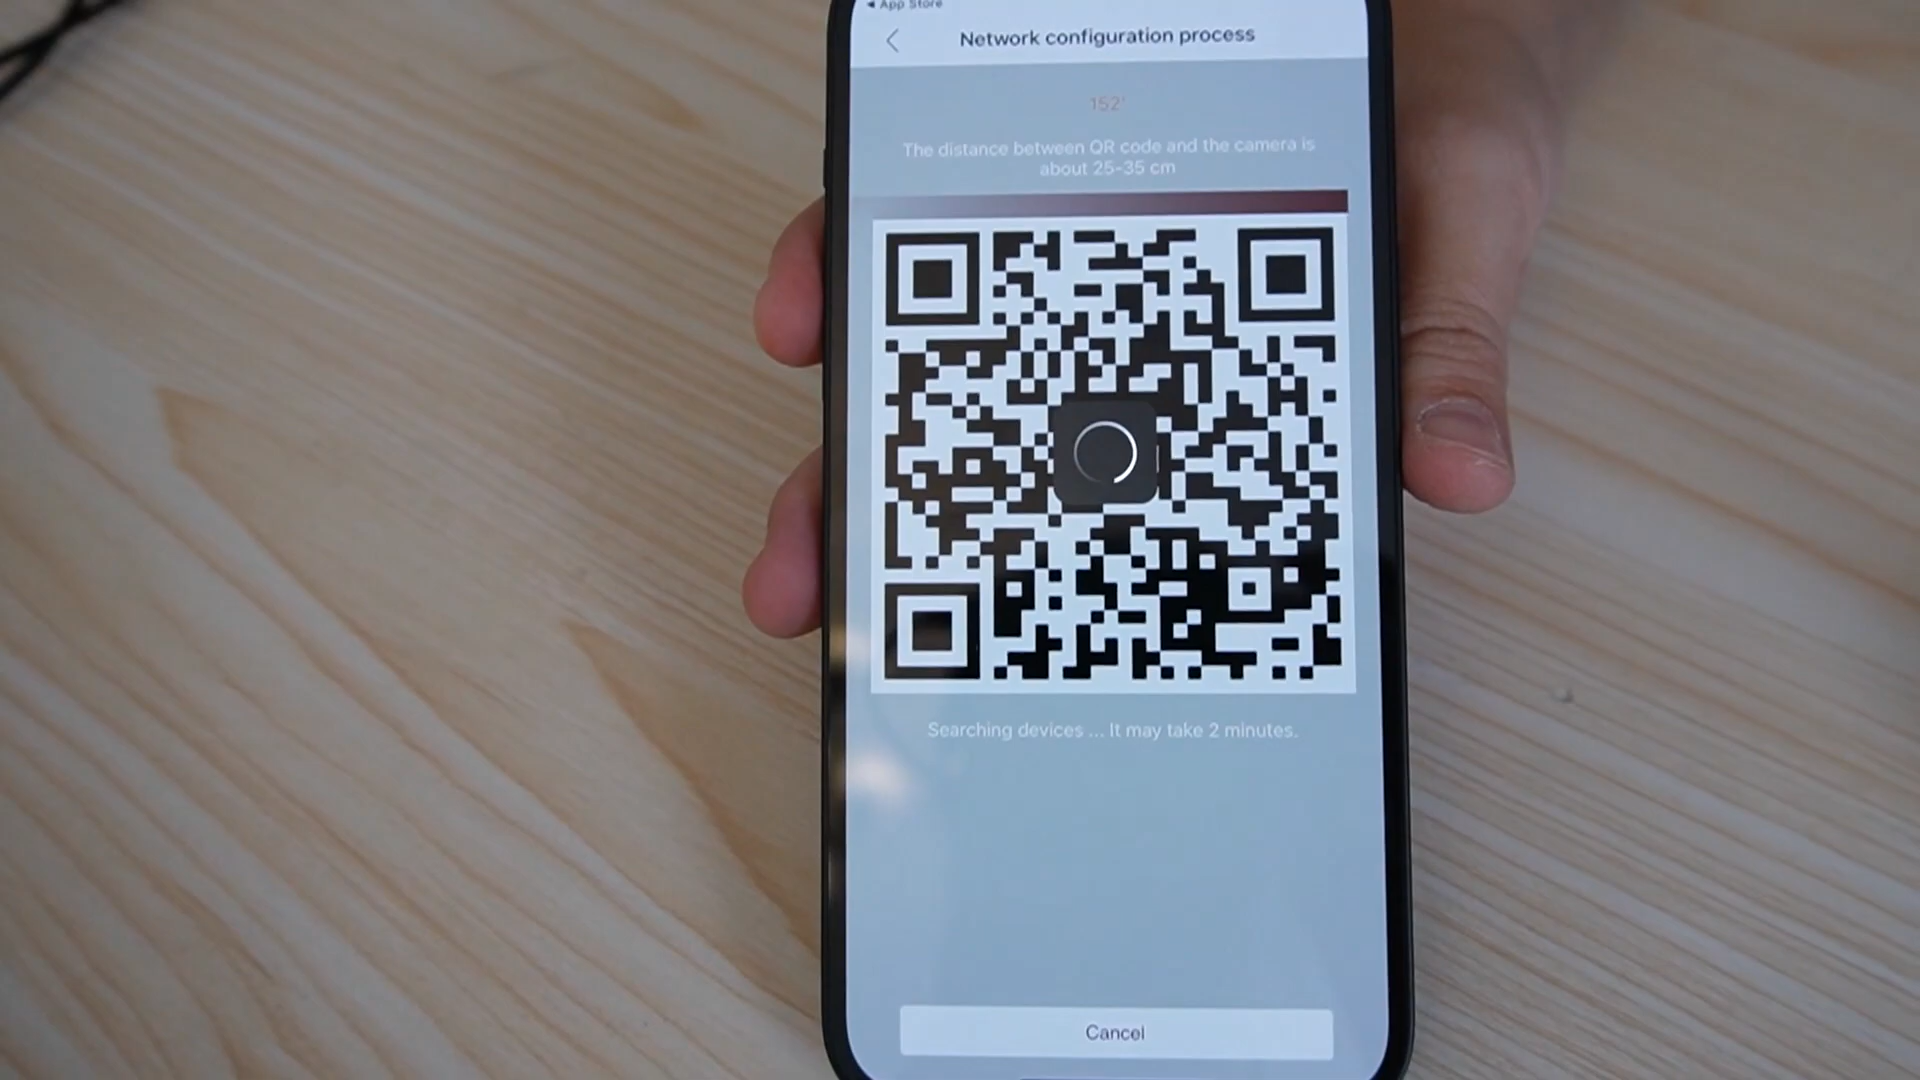 ◂ App Store
Network configuration process
152'
The distance between QR code and the camera is
about 25-35 cm
Searching devices ... It may take 2 minutes.
Cancel